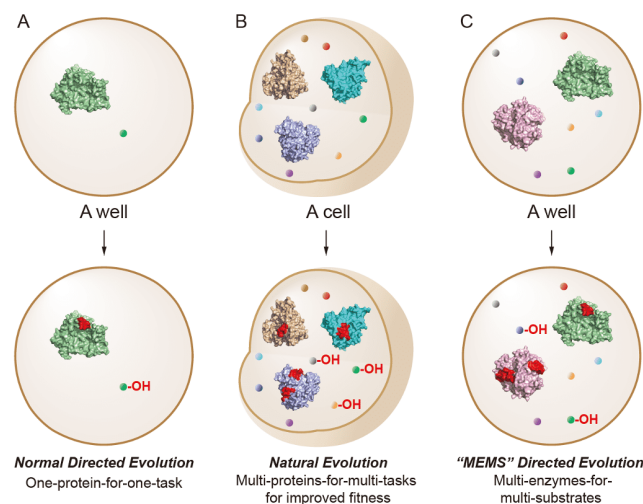 A
B
C
A well
A cell
A well
-OH
-OH
-OH
-OH
-OH
-OH
Normal Directed Evolution
One-protein-for-one-task
Natural Evolution
Multi-proteins-for-multi-tasks
for improved fitness
“MEMS” Directed Evolution
Multi-enzymes-for-
multi-substrates